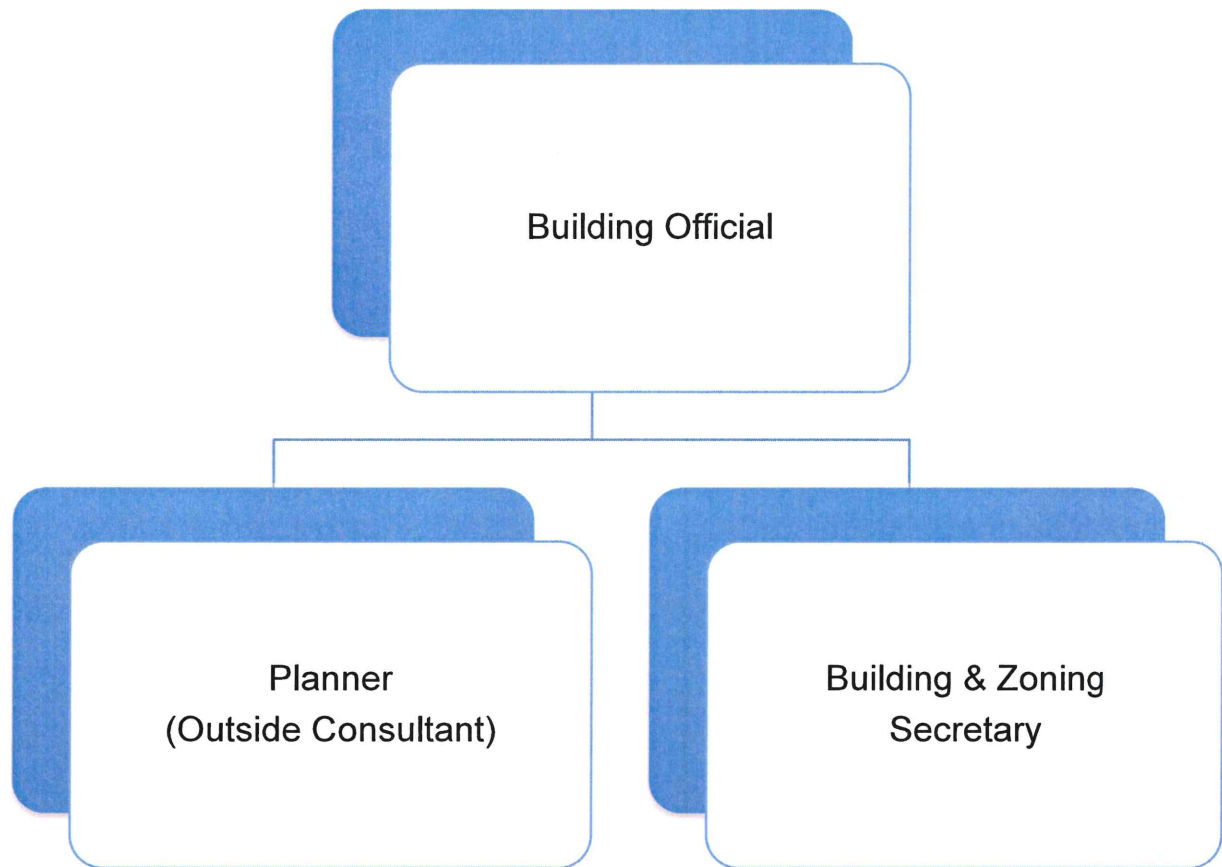 Building Official
Planner
(Outside Consultant)
Building & Zoning
Secretary